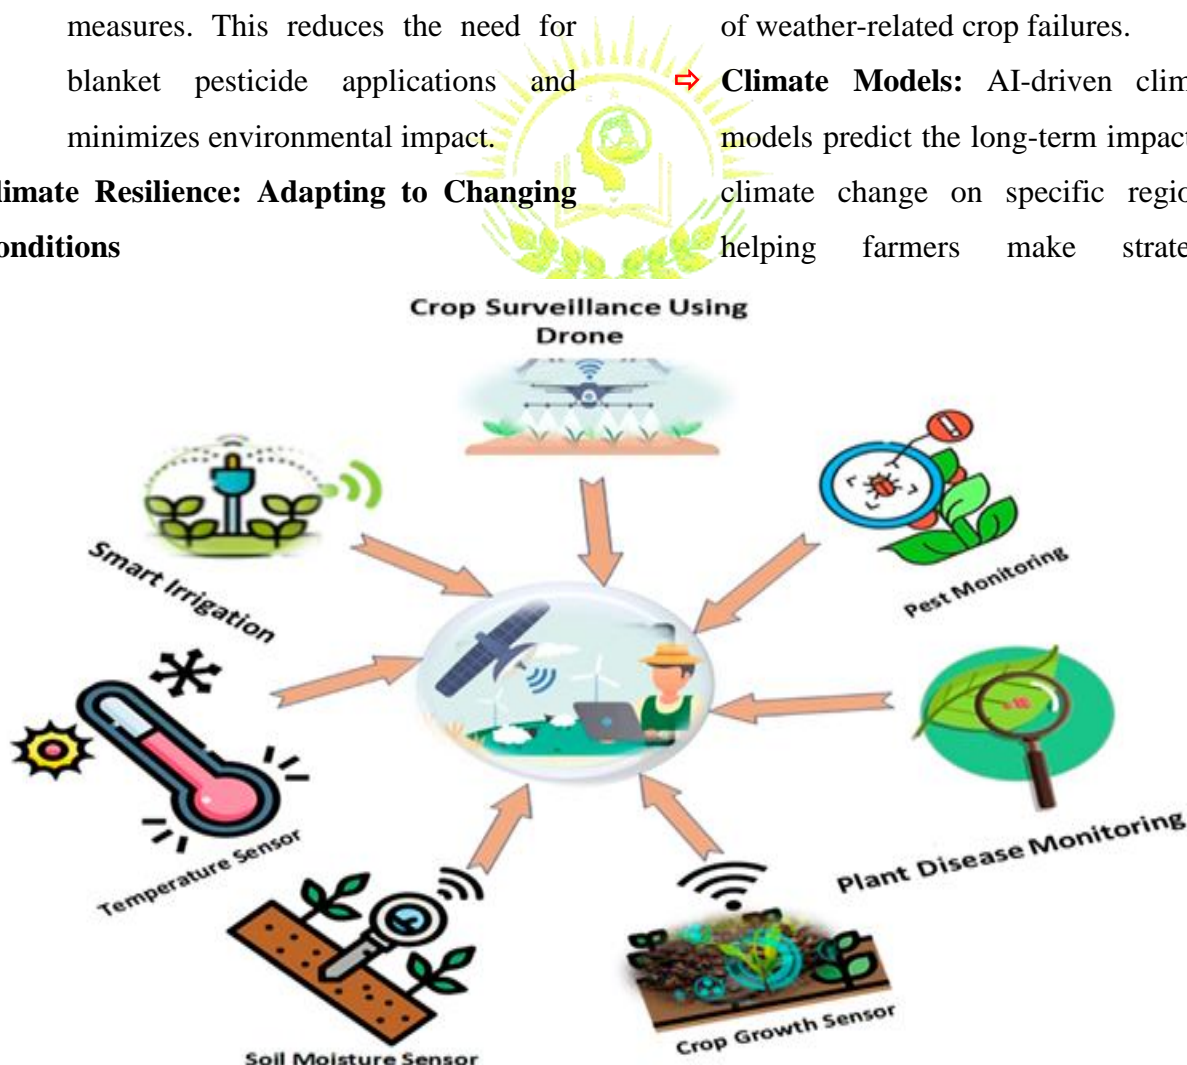 measures. This reduces the need for
blanket pesticide applications and
minimizes environmental impact.
limate Resilience: Adapting to Changing
onditions
of weather-related crop failures.
⇨ Climate Models: AI-driven clim
models predict the long-term impact
climate change on specific regio
helping farmers make strate
Crop Surveillance Using
Drone
Smart Irrigation
Pest Monitoring
Temperature Sensor
Plant Disease Monitoring
Soil Moisture Sensor
Crop Growth Sensor